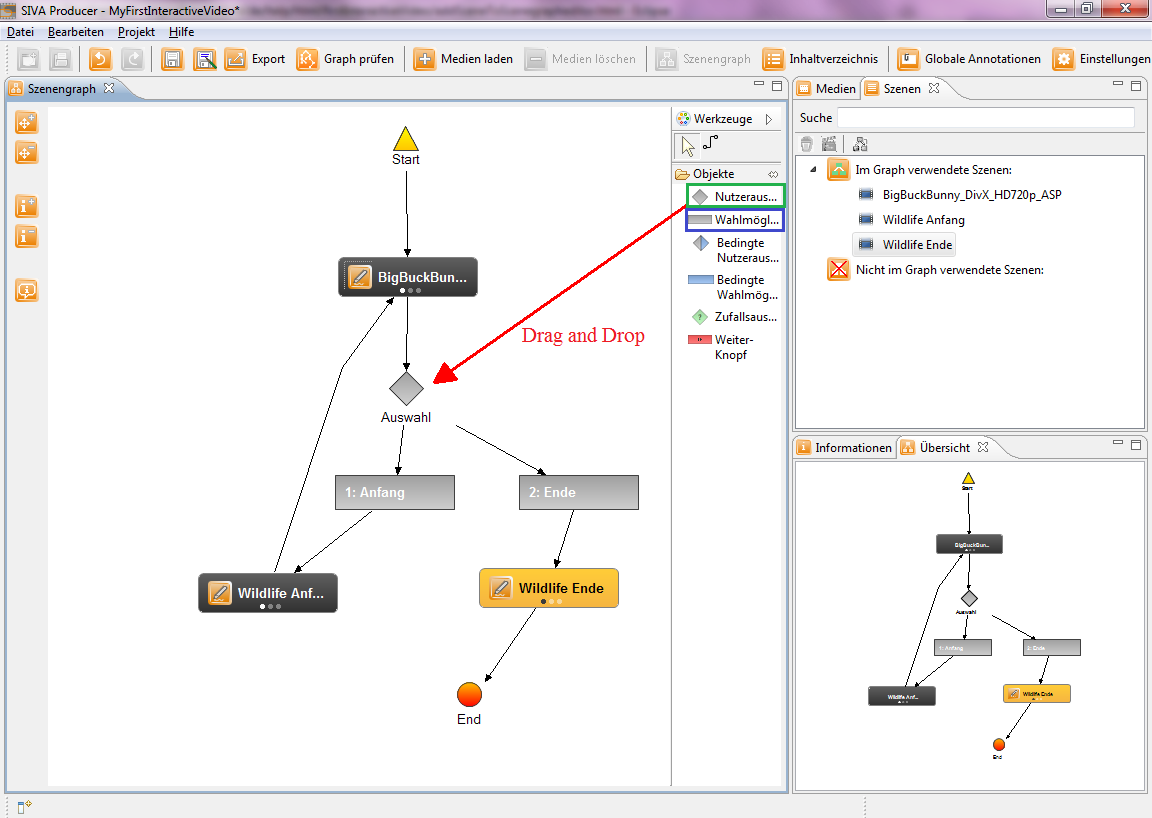 SIVA Producer - MyFirstInteractiveVideo*
Datei Bearbeiten Projekt Hilfe
Export Graph prüfen Medien laden Medien löschen Szenengraph Inhaltverzeichnis Globale Annotationen Einstellungen
Szenengraph
Werkzeuge
Objekte
Nutzeraus...
Wahlmögl...
Bedingte
Nutzeraus...
Bedingte
Wahlmög...
Zufallsaus...
Weiter-
Knopf
Start
BigBuckBun...
Drag and Drop
Auswahl
1: Anfang
2: Ende
Wildlife Anf...
Wildlife Ende
End
Medien Szenen
Suche
Im Graph verwendete Szenen:
BigBuckBunny_DivX_HD720p_ASP
Wildlife Anfang
Wildlife Ende
Nicht im Graph verwendete Szenen:
Informationen Übersicht
Start
BigBuckBun...
Auswahl
1: Anfang
2: Ende
Wildlife Anf...
Wildlife Ende
End